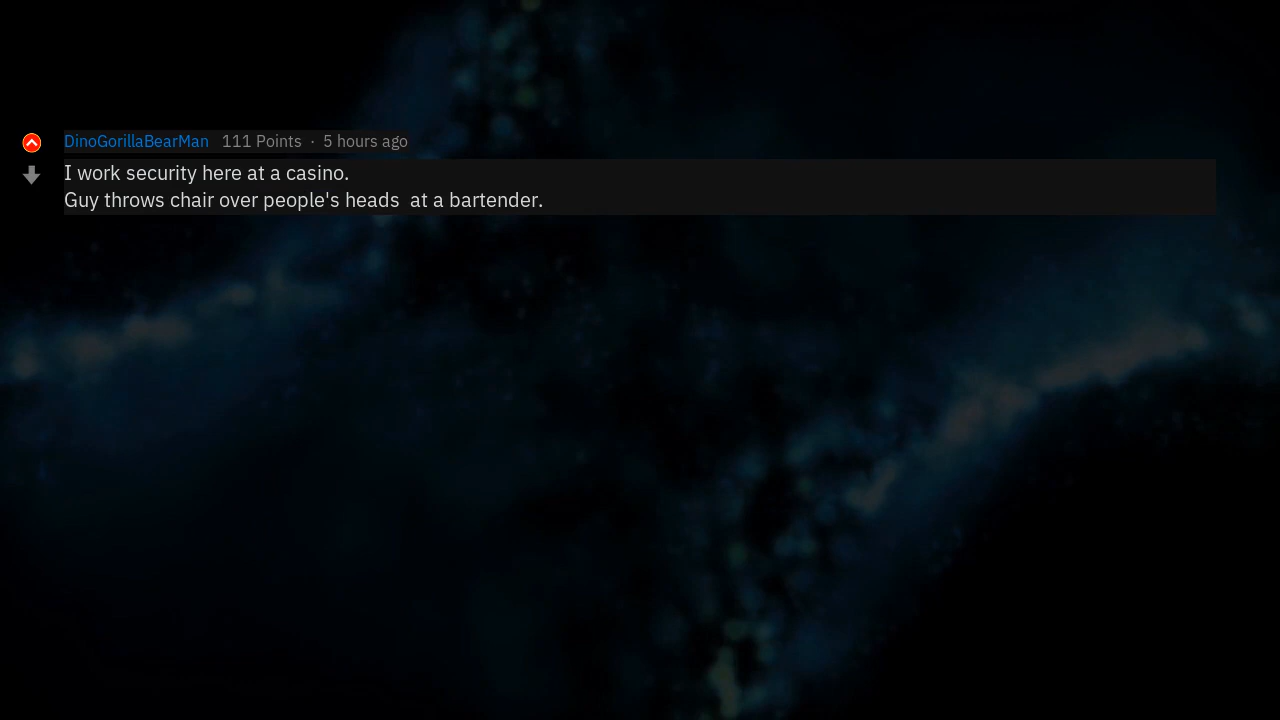 DinoGorillaBearMan 111 Points · 5 hours ago
I work security here at a casino.
Guy throws chair over people's heads  at a bartender.